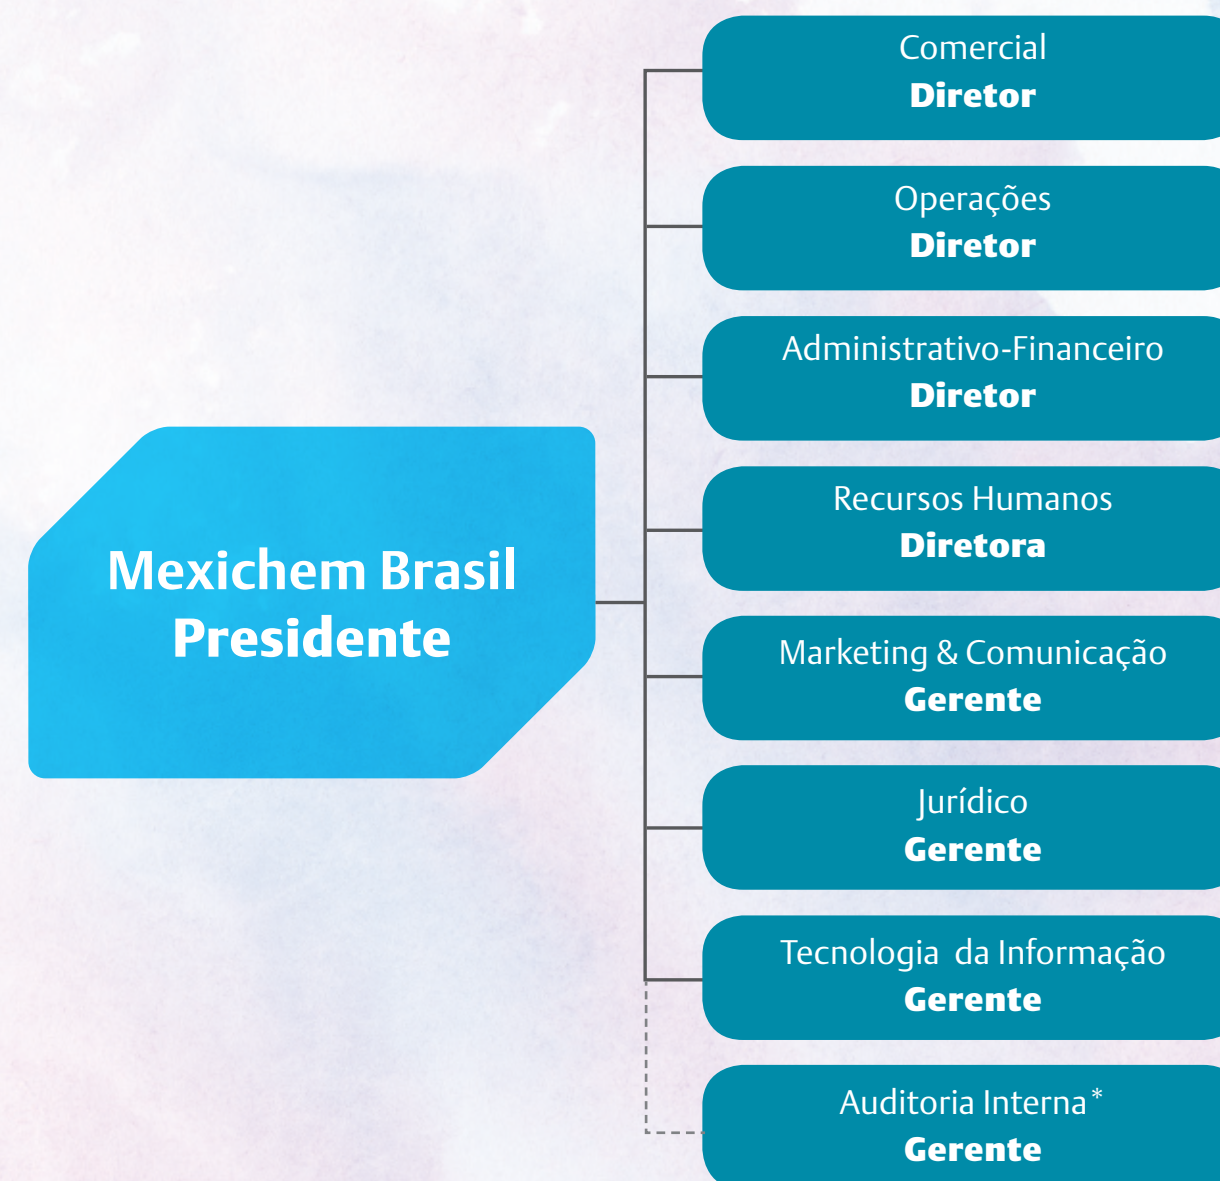 Comercial
Diretor
Operações
Diretor
Administrativo-Financeiro
Diretor
Recursos Humanos
Diretora
Mexichem Brasil
Presidente
Marketing & Comunicação
Gerente
Jurídico
Gerente
Tecnologia da Informação
Gerente
Auditoria Interna*
Gerente